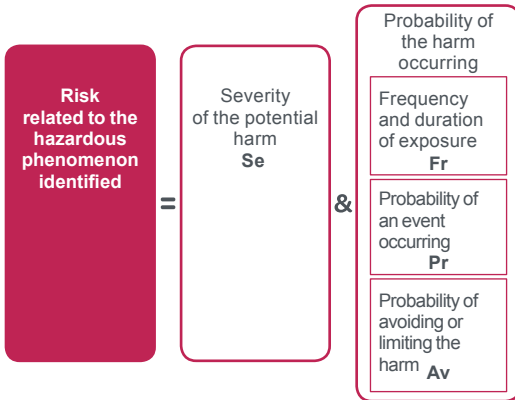 Risk
related to the
hazardous
phenomenon
identified
=
Severity
of the potential
harm
Se
&
Probability of
the harm
occurring
Frequency
and duration
of exposure
Fr
Probability of
an event
occurring
Pr
Probability of
avoiding or
limiting the
harm Av